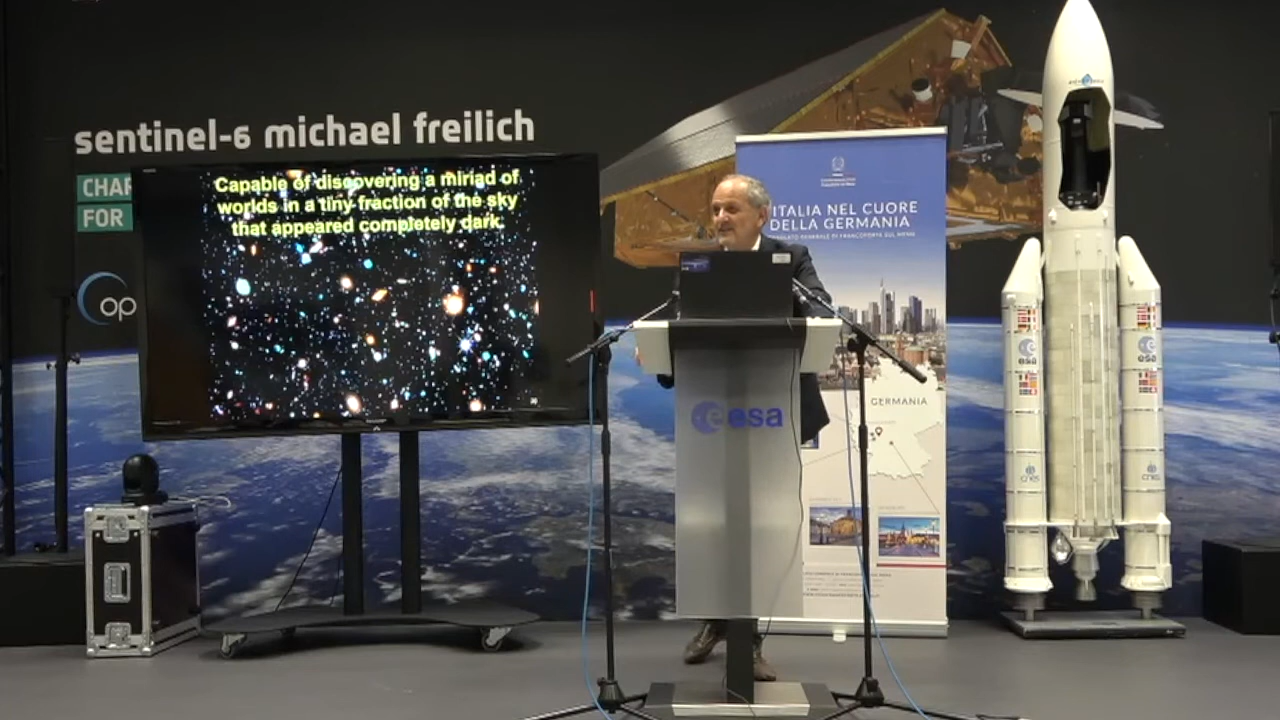 sentinel-6 michael freilich
CHAR
FOR
op
Capable of discovering a miriad of
worlds in a tiny fraction of the sky
that appeared completely dark.
ITALIA NEL CUORE
DELLA GERMANIA
GERMANIA
esa
esa
esa
cnes
cnes